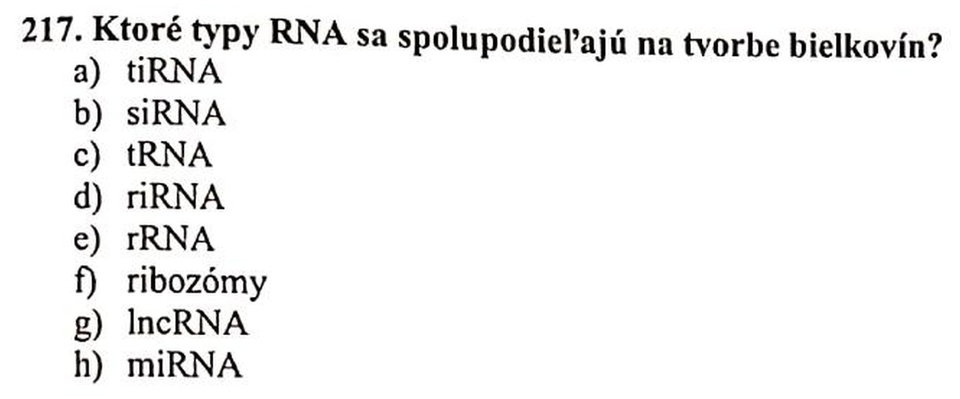 217. Ktoré typy RNA sa spolupodieľajú na tvorbe bielkovín?
a) tiRNA
b) siRNA
c) tRNA
d) riRNA
e) rRNA
f) ribozómy
g) lncRNA
h) miRNA